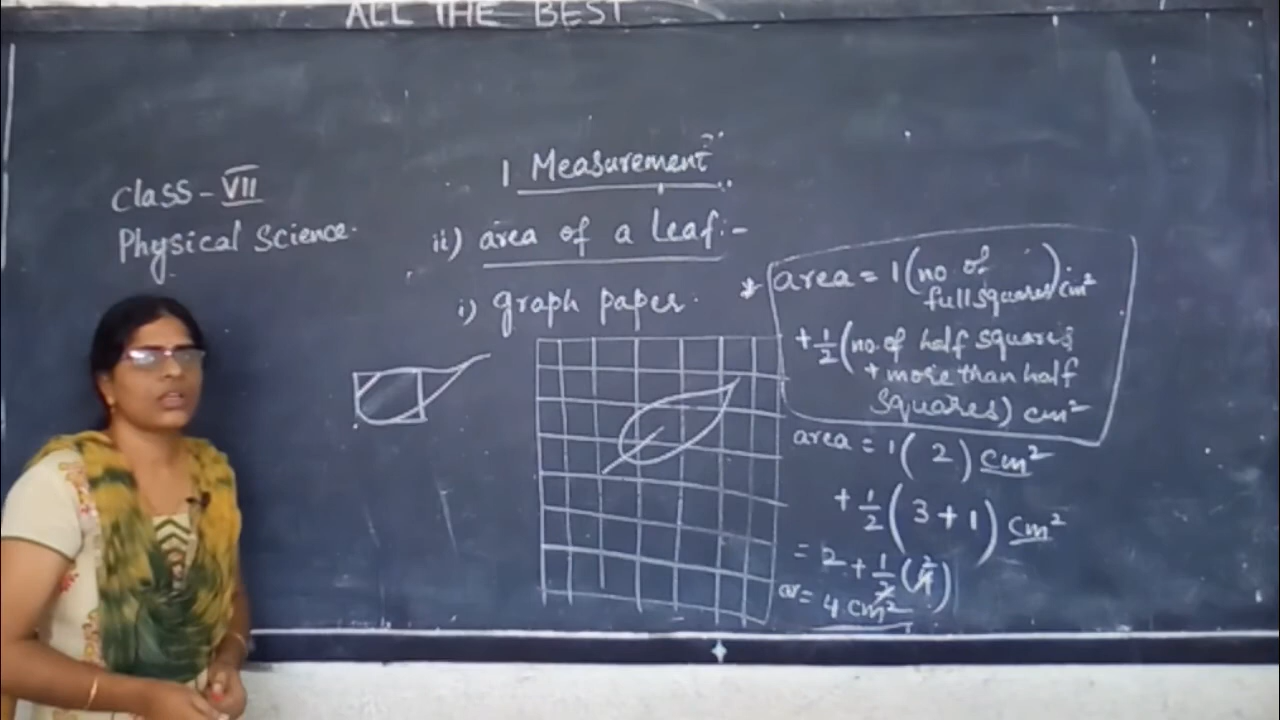 ALL THE BEST
Class - VII
Physical Science.
1 Measurement
ii) area of a Leaf:-
i) graph paper.
* area = 1 (no. of
full squares) cm²
+ 1/2 (no. of half squares
+ more than half
squares) cm²
area = 1 ( 2 ) cm²
+ 1/2 ( 3 + 1 ) cm²
= 2 + 1/2 (4) 2
= 4 cm²